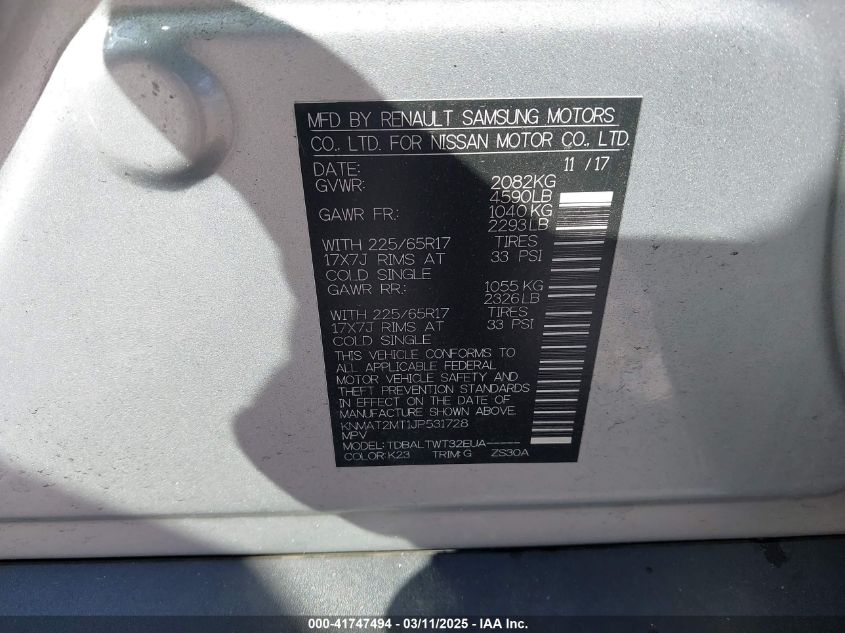 MFD BY RENAULT SAMSUNG MOTORS
CO., LTD. FOR NISSAN MOTOR CO., LTD.
DATE: 11 / 17
GVWR: 2082KG
4590LB
GAWR FR.: 1040 KG
2293 LB
WITH 225/65R17 TIRES
17X7J RIMS AT 33 PSI
COLD SINGLE
GAWR RR.: 1055 KG
2326 LB
WITH 225/65R17 TIRES
17X7J RIMS AT 33 PSI
COLD SINGLE
THIS VEHICLE CONFORMS TO
ALL APPLICABLE FEDERAL
MOTOR VEHICLE SAFETY AND
THEFT PREVENTION STANDARDS
IN EFFECT ON THE DATE OF
MANUFACTURE SHOWN ABOVE.
KNMAT2MT1JP531728
MPV
MODEL: TDBALTWT32EUA-----
COLOR: K23 TRIM: G ZS30A
000-41747494 - 03/11/2025 - IAA Inc.